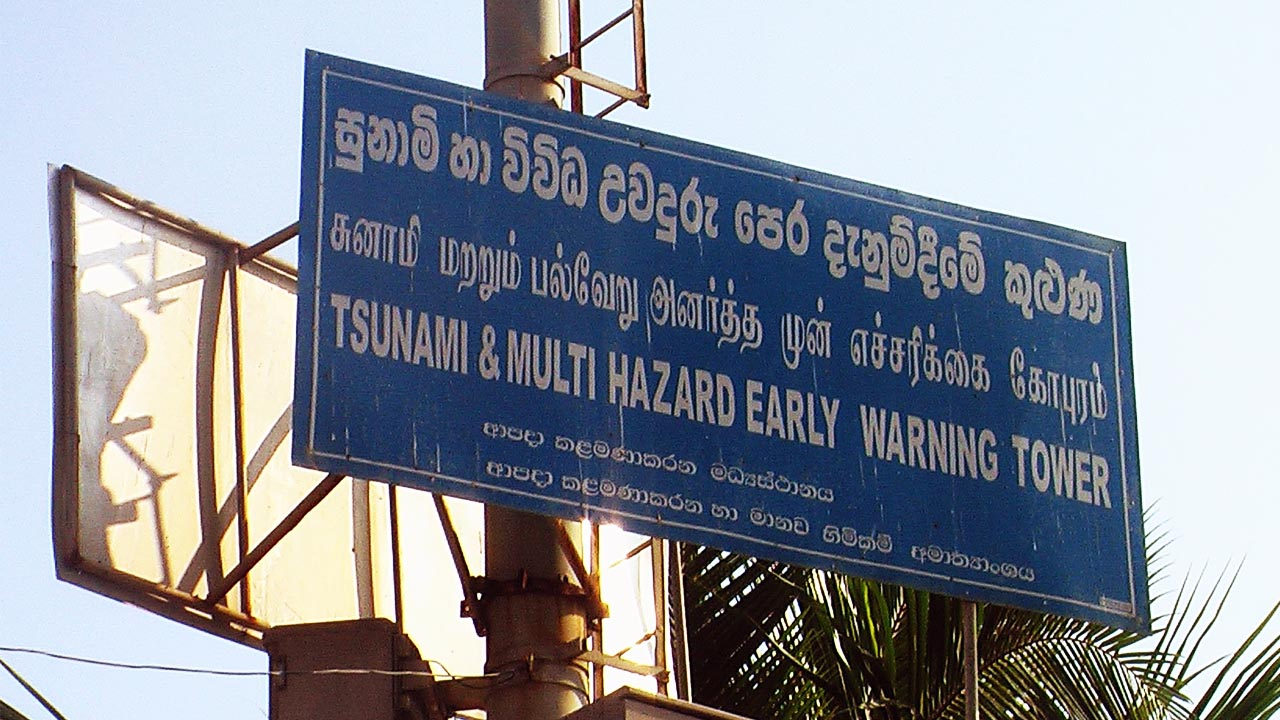 සුනාමි හා විවිධ උවදුරු පෙර දැනුම්දීමේ කුළුණ
சுனாமி மற்றும் பல்வேறு அனர்த்த முன் எச்சரிக்கை கோபுரம்
TSUNAMI & MULTI HAZARD EARLY WARNING TOWER
ආපදා කළමණාකරන මධ්‍යස්ථානය
ආපදා කළමණාකරන හා මානව හිමිකම් අමාත්‍යාංශය